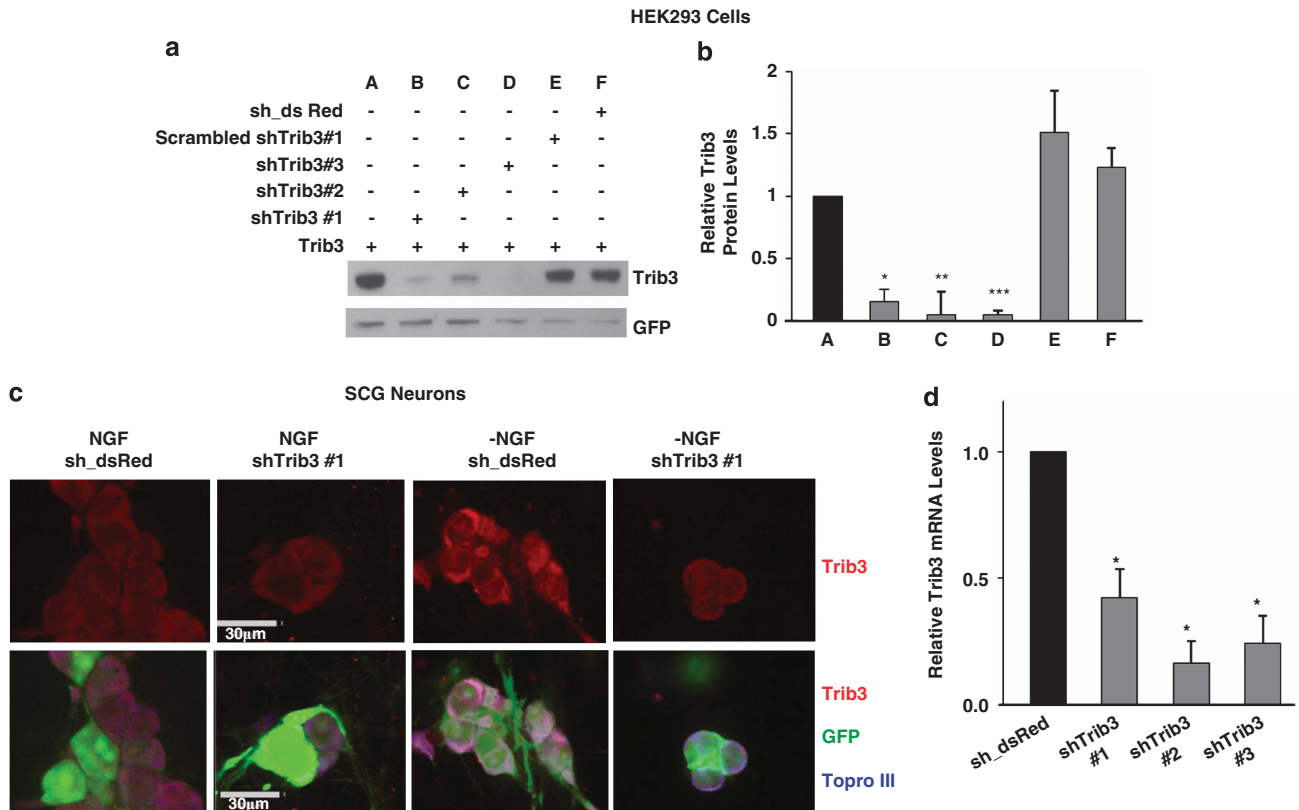 HEK293 Cells
a
A B C D E F
sh_ds Red - - - - - +
Scrambled shTrib3#1 - - - - + -
shTrib3#3 - - - + - -
shTrib3#2 - - + - - -
shTrib3 #1 - + - - - -
Trib3 + + + + + +
Trib3
GFP
b
Relative Trib3
Protein Levels
2
1.5
1
0.5
0
* ** ***
A B C D E F
c
SCG Neurons
NGF
sh_dsRed
NGF
shTrib3 #1
-NGF
sh_dsRed
-NGF
shTrib3 #1
30µm
Trib3
30µm
Trib3
GFP
Topro III
d
Relative Trib3 mRNA Levels
1.0
0.5
0.0
* * *
sh_dsRed
shTrib3
#1
shTrib3
#2
shTrib3
#3